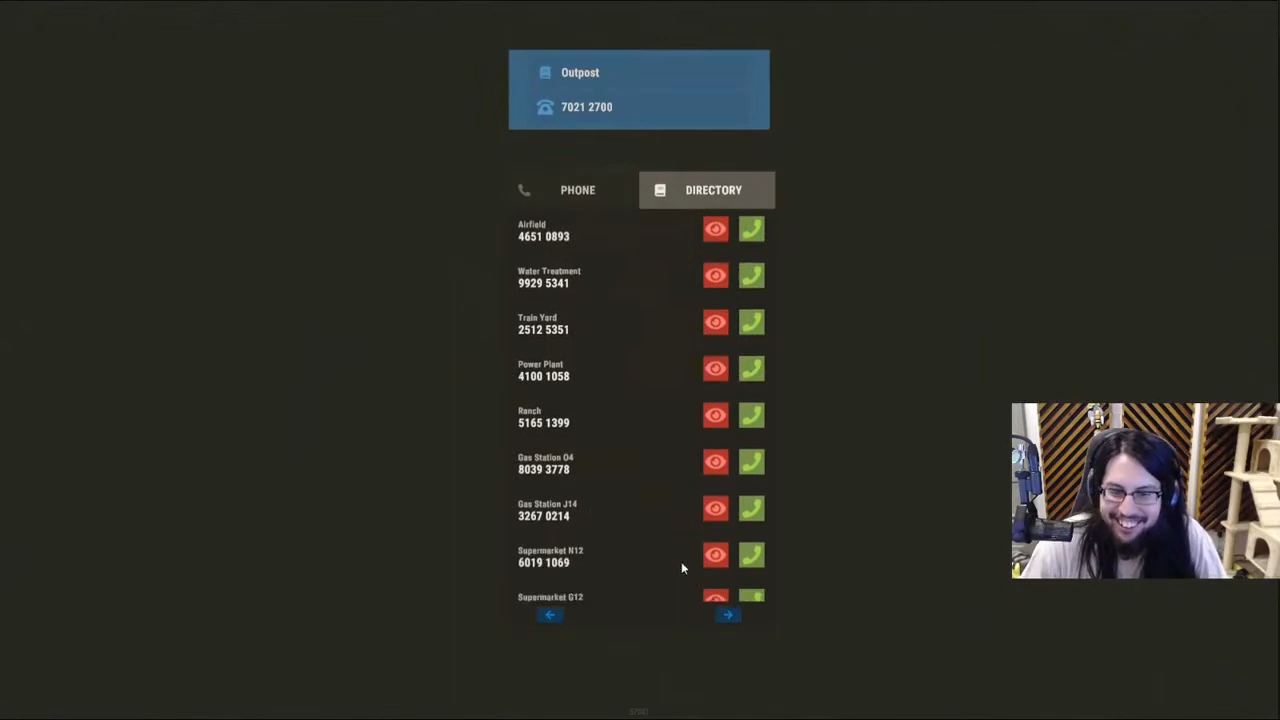 Outpost
7021 2700
PHONE
DIRECTORY
Airfield
4651 0893
Water Treatment
9929 5341
Train Yard
2512 5351
Power Plant
4100 1058
Ranch
5165 1399
Gas Station O4
8039 3778
Gas Station J14
3267 0214
Supermarket N12
6019 1069
Supermarket G12